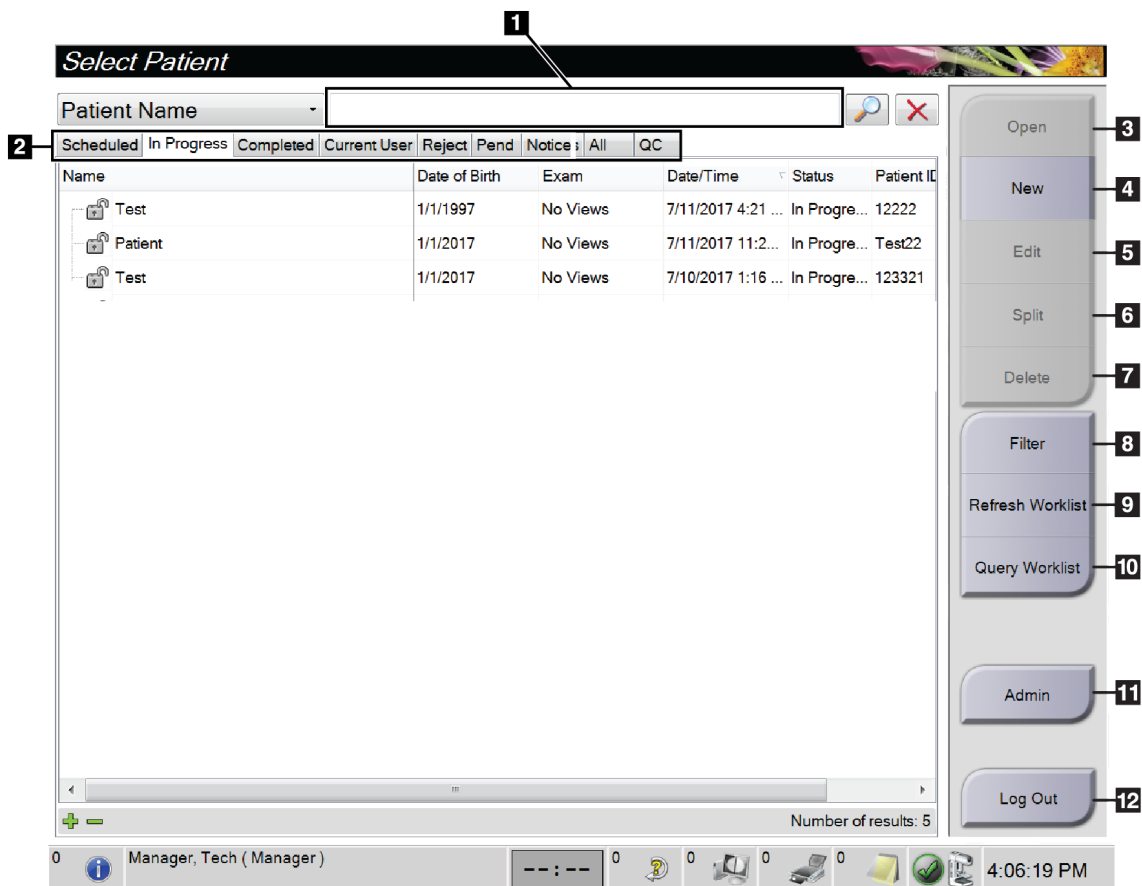 1
Select Patient
Patient Name
2
Scheduled In Progress Completed Current User Reject Pend Notices All QC
Name Date of Birth Exam Date/Time Status Patient ID
Test 1/1/1997 No Views 7/11/2017 4:21 ... In Progre... 12222
Patient 1/1/2017 No Views 7/11/2017 11:2... In Progre... Test22
Test 1/1/2017 No Views 7/10/2017 1:16 ... In Progre... 123321
Open 3
New 4
Edit 5
Split 6
Delete 7
Filter 8
Refresh Worklist 9
Query Worklist 10
Admin 11
Log Out 12
Number of results: 5
0 Manager, Tech ( Manager ) --:-- 0 0 0 0 4:06:19 PM